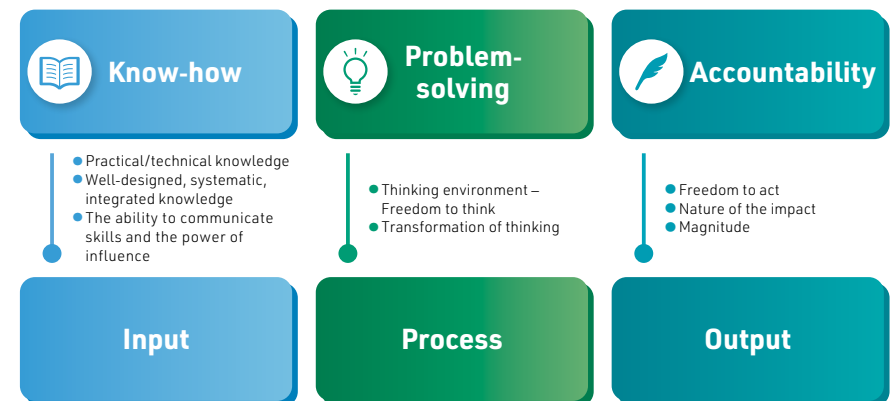 Know-how
● Practical/technical knowledge
● Well-designed, systematic,
integrated knowledge
● The ability to communicate
skills and the power of
influence
Input
Problem-
solving
● Thinking environment –
Freedom to think
● Transformation of thinking
Process
Accountability
● Freedom to act
● Nature of the impact
● Magnitude
Output